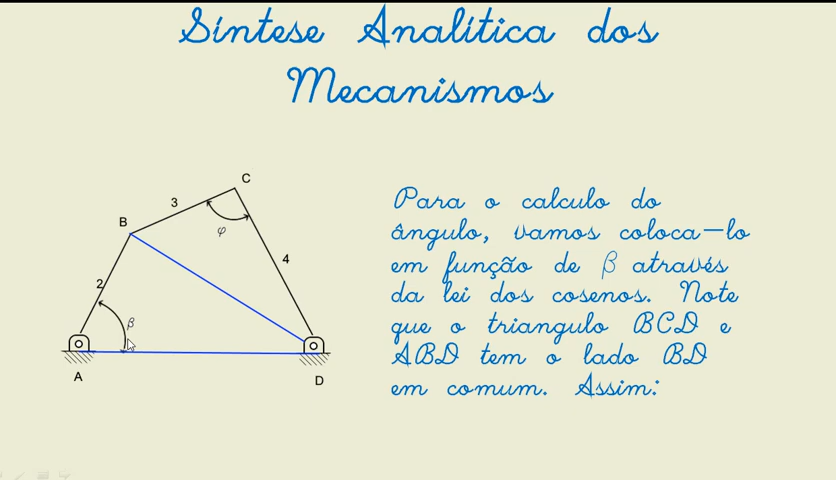 Síntese Analítica dos
Mecanismos
C
3
B
φ
4
2
β
A
D
Para o calculo do
ângulo, vamos coloca-lo
em função de β através
da lei dos cosenos. Note
que o triangulo BCD e
ABD tem o lado BD
em comum. Assim: